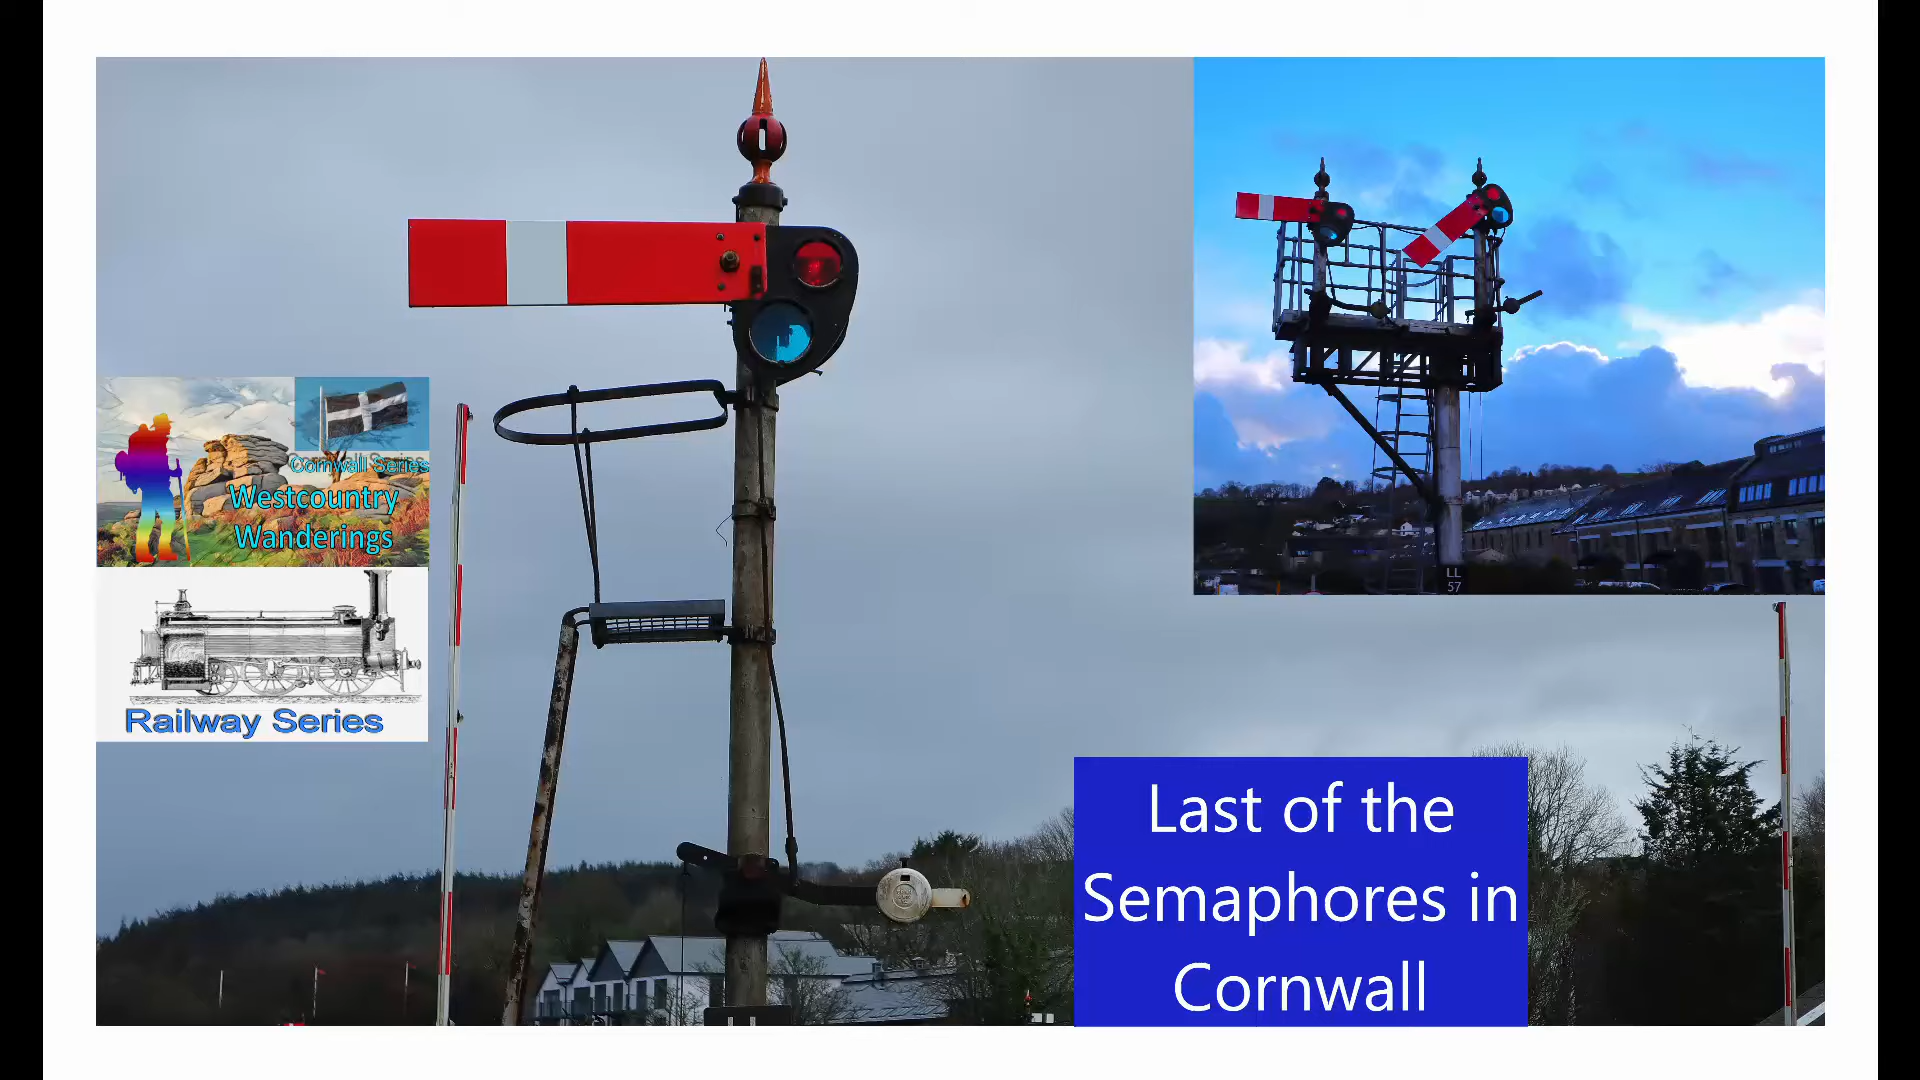 Cornwall Series
Westcountry
Wanderings
Railway Series
LL
57
Last of the
Semaphores in
Cornwall